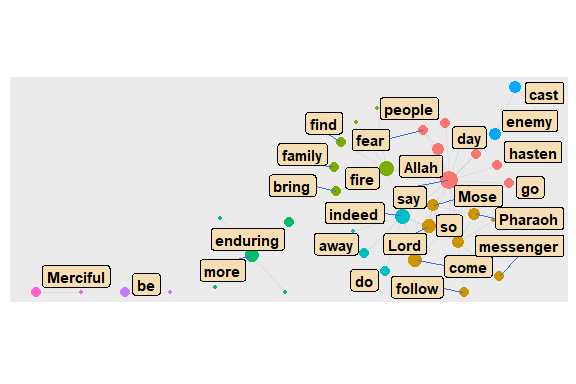 cast
people
find
enemy
fear
day
hasten
family
Allah
fire
bring
go
say
Mose
indeed
so
Pharaoh
enduring
away
Lord
messenger
more
come
Merciful
do
be
follow